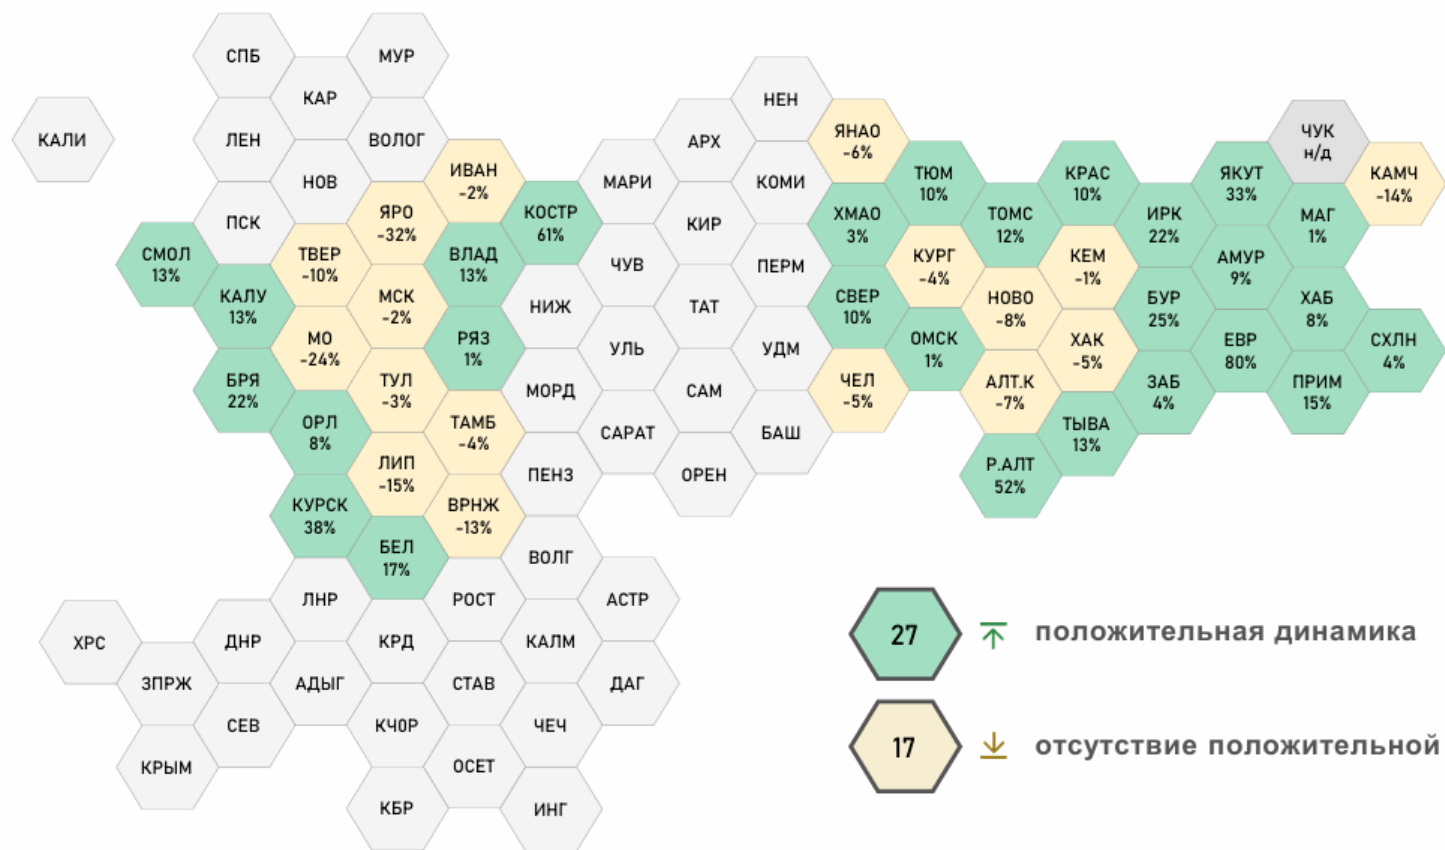 СПБ
МУР
КАР
НЕН
КАЛИ
ЛЕН
ВОЛОГ
АРХ
ЯНАО
-6%
ЧУК
н/д
НОВ
ИВАН
-2%
МАРИ
КОМИ
ТЮМ
10%
КРАС
10%
ЯКУТ
33%
КАМЧ
-14%
ПСК
ЯРО
-32%
КОСТР
61%
КИР
ХМАО
3%
ТОМС
12%
ИРК
22%
МАГ
1%
СМОЛ
13%
ТВЕР
-10%
ВЛАД
13%
ЧУВ
ПЕРМ
КУРГ
-4%
КЕМ
-1%
АМУР
9%
КАЛУ
13%
МСК
-2%
НИЖ
ТАТ
СВЕР
10%
НОВО
-8%
БУР
25%
ХАБ
8%
МО
-24%
РЯЗ
1%
УЛЬ
УДМ
ОМСК
1%
ХАК
-5%
ЕВР
80%
СХЛН
4%
БРЯ
22%
ТУЛ
-3%
МОРД
САМ
ЧЕЛ
-5%
АЛТ.К
-7%
ЗАБ
4%
ПРИМ
15%
ОРЛ
8%
ТАМБ
-4%
САРАТ
БАШ
ТЫВА
13%
ЛИП
-15%
ПЕНЗ
ОРЕН
Р.АЛТ
52%
КУРСК
38%
ВРНЖ
-13%
БЕЛ
17%
ВОЛГ
ЛНР
РОСТ
АСТР
ХРС
ДНР
КРД
КАЛМ
27
положительная динамика
ЗПРЖ
АДЫГ
СТАВ
ДАГ
СЕВ
КЧОР
ЧЕЧ
17
отсутствие положительной
КРЫМ
ОСЕТ
КБР
ИНГ